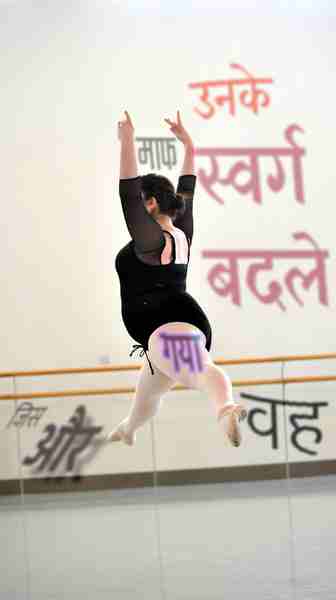 उनके
माफ़ स्वर्ग
बदले
गया
जिस
और
वह